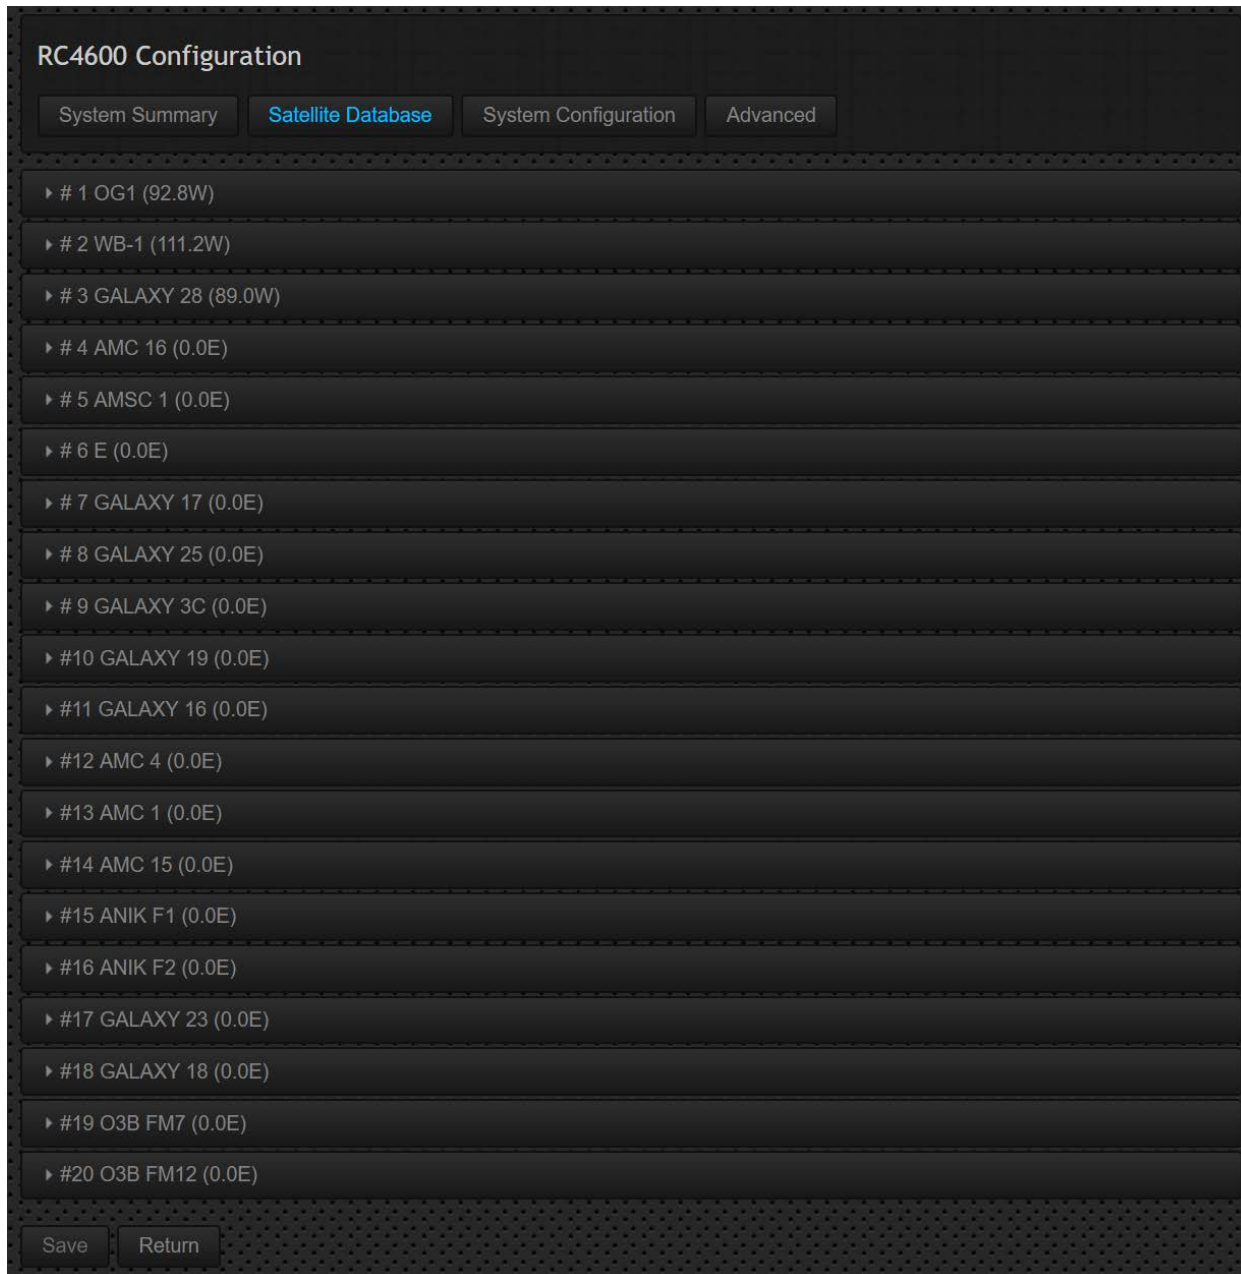 RC4600 Configuration
System Summary Satellite Database System Configuration Advanced
# 1 OG1 (92.8W)
# 2 WB-1 (111.2W)
# 3 GALAXY 28 (89.0W)
# 4 AMC 16 (0.0E)
# 5 AMSC 1 (0.0E)
# 6 E (0.0E)
# 7 GALAXY 17 (0.0E)
# 8 GALAXY 25 (0.0E)
# 9 GALAXY 3C (0.0E)
#10 GALAXY 19 (0.0E)
#11 GALAXY 16 (0.0E)
#12 AMC 4 (0.0E)
#13 AMC 1 (0.0E)
#14 AMC 15 (0.0E)
#15 ANIK F1 (0.0E)
#16 ANIK F2 (0.0E)
#17 GALAXY 23 (0.0E)
#18 GALAXY 18 (0.0E)
#19 O3B FM7 (0.0E)
#20 O3B FM12 (0.0E)
Save Return